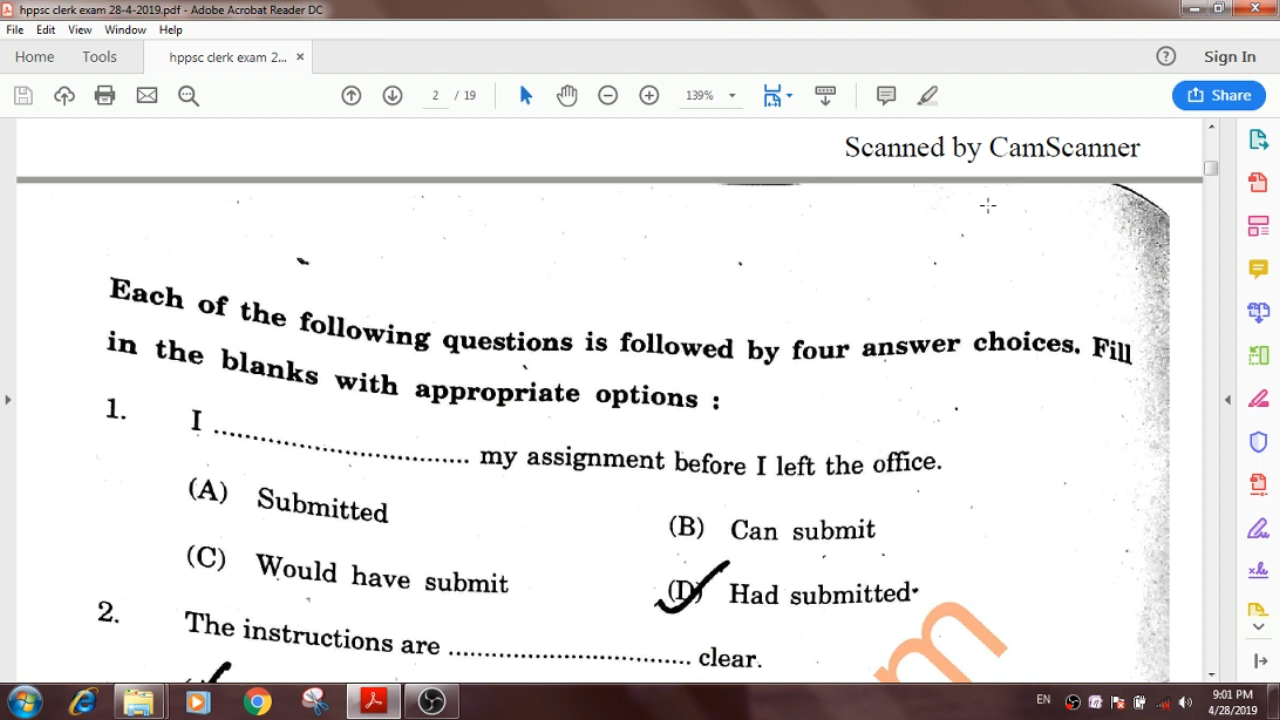 hppsc clerk exam 28-4-2019.pdf - Adobe Acrobat Reader DC
File Edit View Window Help
Home Tools hppsc clerk exam 2... × Sign In
2 / 19 139% Share
Scanned by CamScanner
Each of the following questions is followed by four answer choices. Fill
in the blanks with appropriate options :
1. I .................................. my assignment before I left the office.
(A) Submitted (B) Can submit
(C) Would have submit (D) Had submitted
2. The instructions are .................................. clear.
m
EN 9:01 PM
4/28/2019